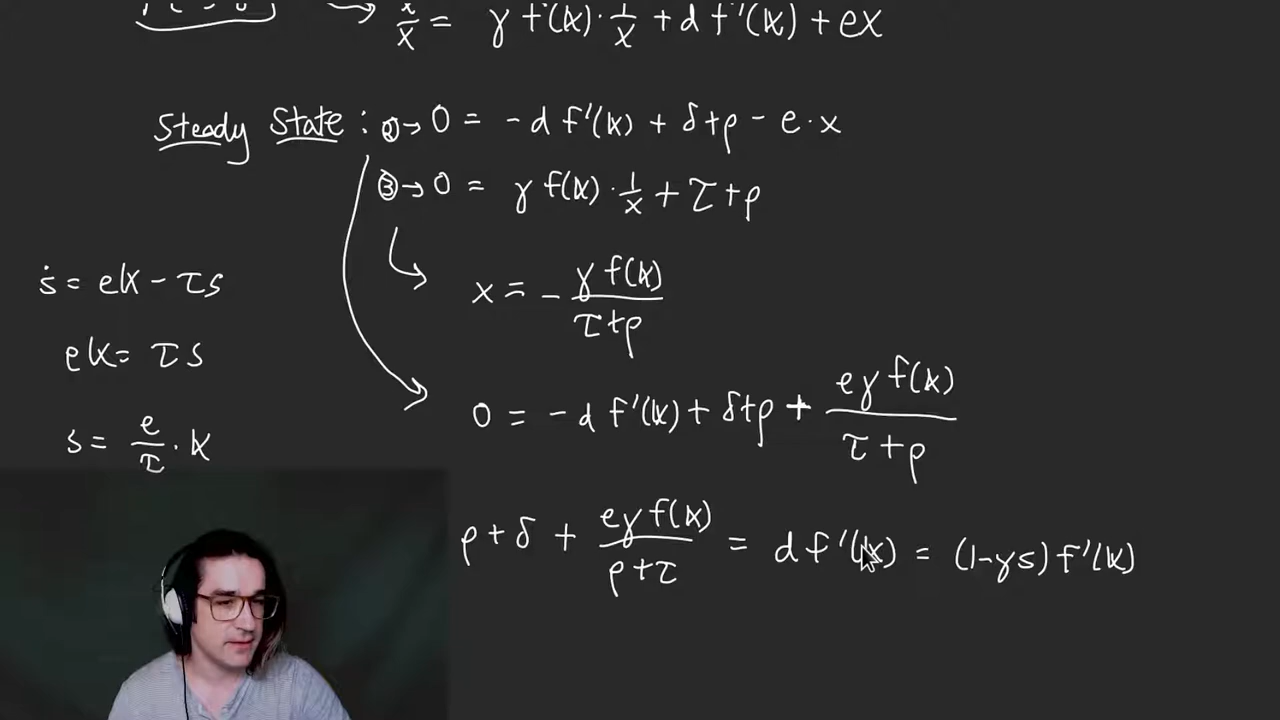 ẋ/x = γ f(k) · 1/x + d f'(k) + ex
Steady State : ②→ 0 = - d f'(k) + δ+ρ - e · x
③→ 0 = γ f(k) · 1/x + τ + ρ
x = - γ f(k) / τ+ρ
0 = - d f'(k) + δ+ρ + eγ f(k) / τ + ρ
ρ + δ + eγ f(k) / ρ+τ = d f'(k) = (1-γs) f'(k)
ṡ = ek - τs
ek = τs
s = e/τ · k